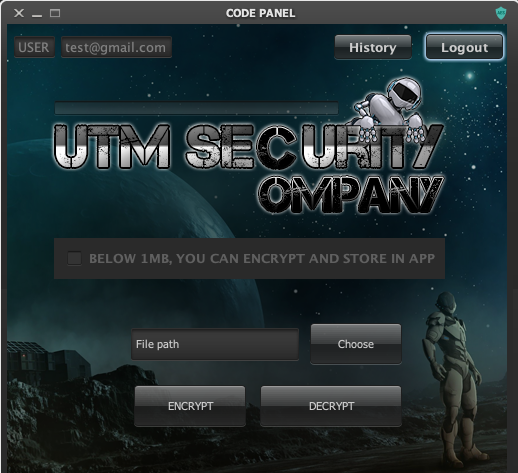 CODE PANEL
USER test@gmail.com History Logout
UTM SECURITY
OMPANY
BELOW 1MB, YOU CAN ENCRYPT AND STORE IN APP
File path Choose
ENCRYPT DECRYPT